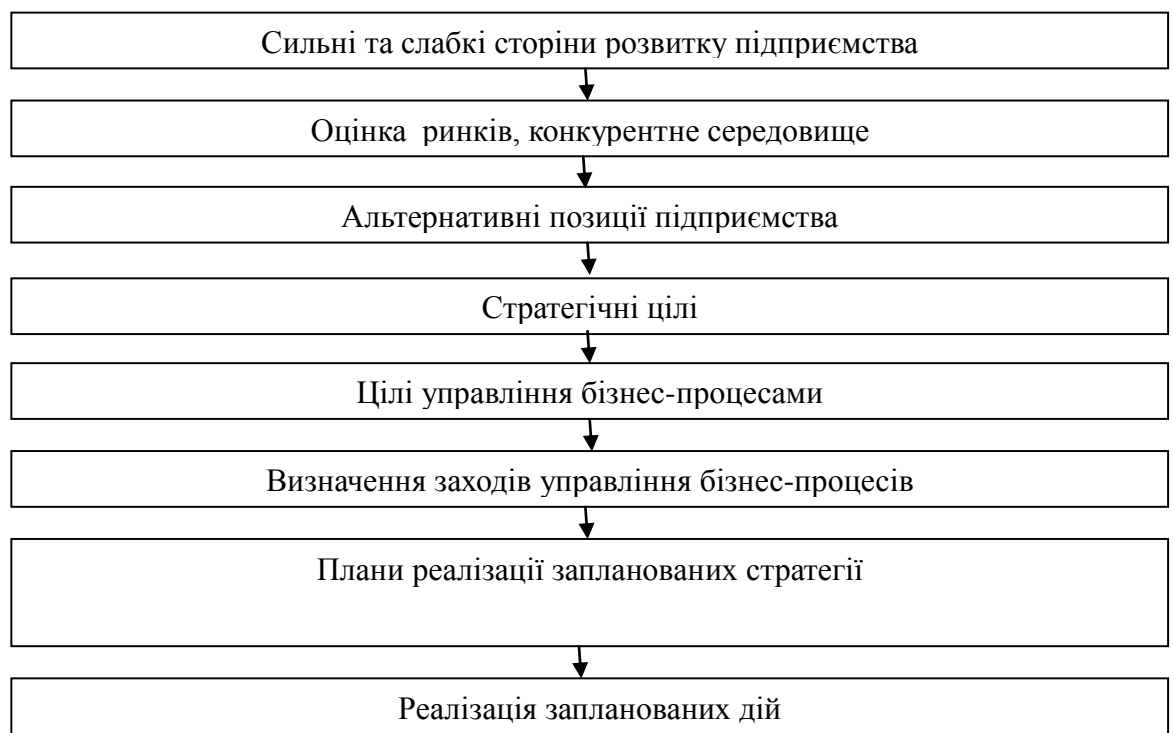 Сильні та слабкі сторіни розвитку підприємства
Оцінка ринків, конкурентне середовище
Альтернативні позиції підприємства
Стратегічні цілі
Цілі управління бізнес-процесами
Визначення заходів управління бізнес-процесів
Плани реалізації запланованих стратегії
Реалізація запланованих дій